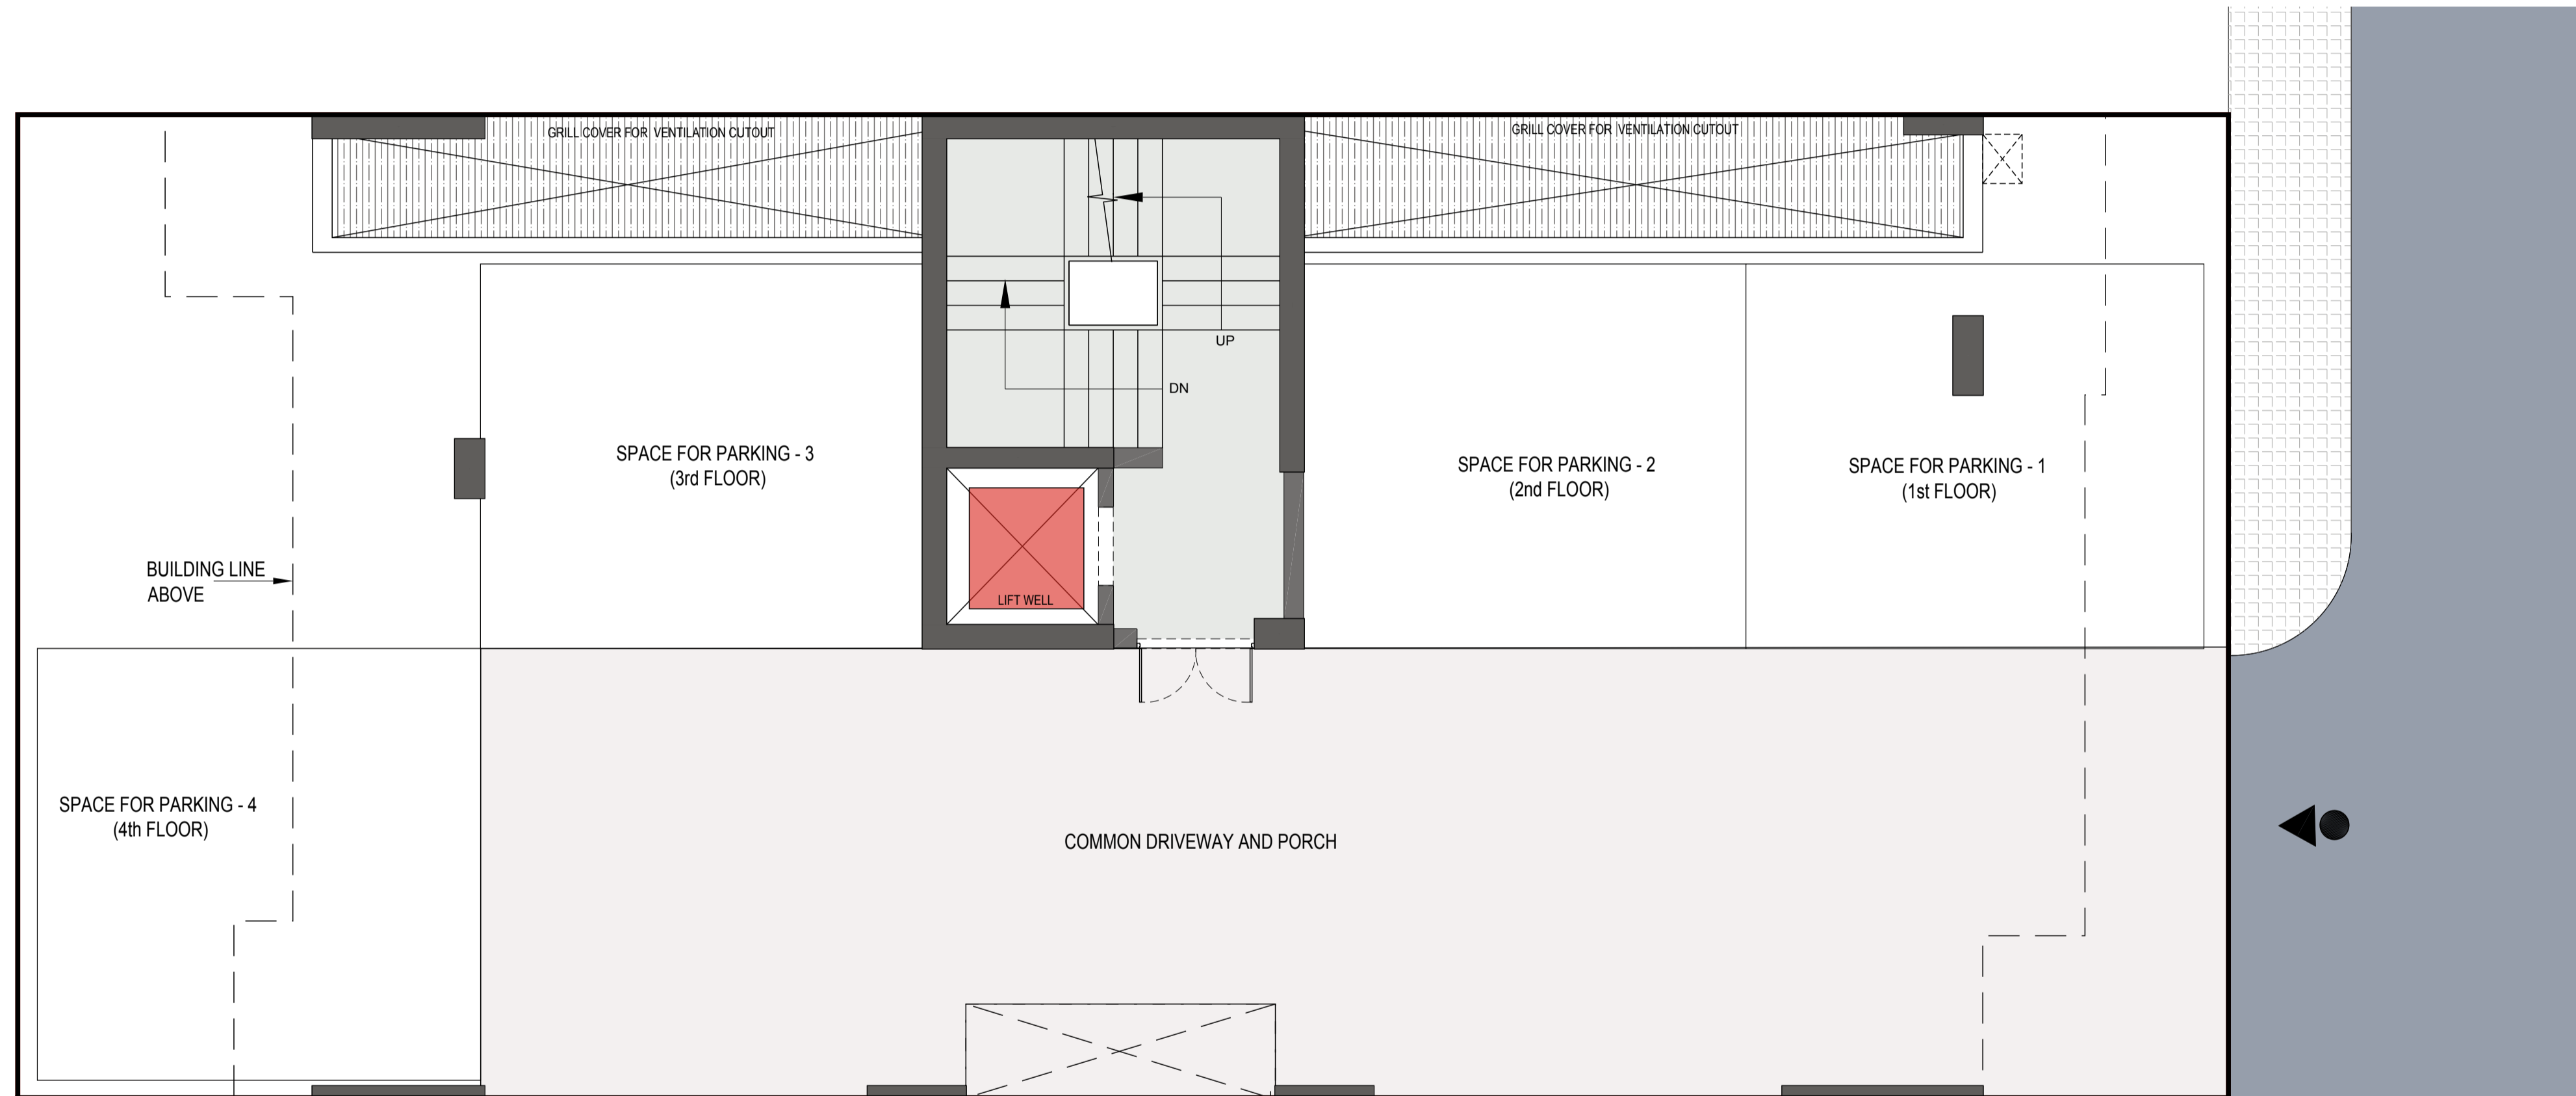 GRILL COVER FOR VENTILATION CUTOUT
GRILL COVER FOR VENTILATION CUTOUT
UP
DN
SPACE FOR PARKING - 3
(3rd FLOOR)
SPACE FOR PARKING - 2
(2nd FLOOR)
SPACE FOR PARKING - 1
(1st FLOOR)
BUILDING LINE
ABOVE
LIFT WELL
SPACE FOR PARKING - 4
(4th FLOOR)
COMMON DRIVEWAY AND PORCH